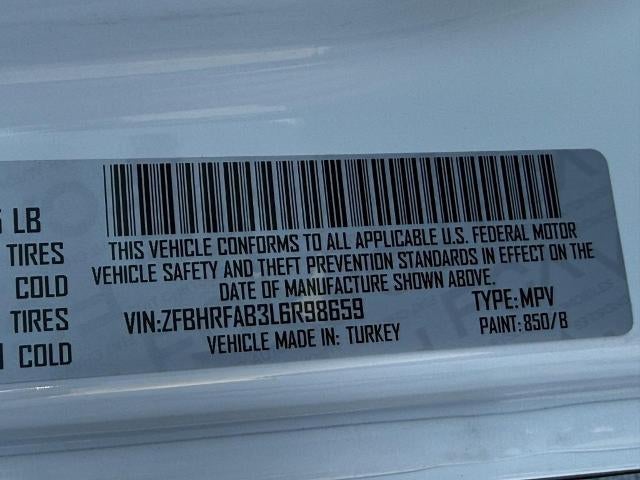 LB
THIS VEHICLE CONFORMS TO ALL APPLICABLE U.S. FEDERAL MOTOR
TIRES
VEHICLE SAFETY AND THEFT PREVENTION STANDARDS IN EFFECT ON THE
COLD
DATE OF MANUFACTURE SHOWN ABOVE.
TIRES
VIN:ZFBHRFAB3L6R98659
TYPE:MPV
COLD
VEHICLE MADE IN: TURKEY
PAINT: 850/B